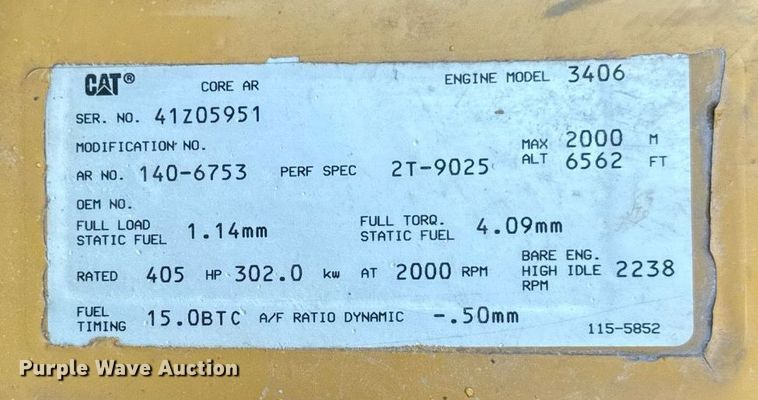 CAT® CORE AR ENGINE MODEL 3406
SER. NO. 41Z05951
MODIFICATION NO. MAX 2000 M
AR NO. 140-6753 PERF SPEC 2T-9025 ALT 6562 FT
OEM NO.
FULL LOAD STATIC FUEL 1.14mm FULL TORQ. STATIC FUEL 4.09mm
RATED 405 HP 302.0 kw AT 2000 RPM BARE ENG. HIGH IDLE RPM 2238
FUEL TIMING 15.0BTC A/F RATIO DYNAMIC -.50mm
115-5852
Purple Wave Auction